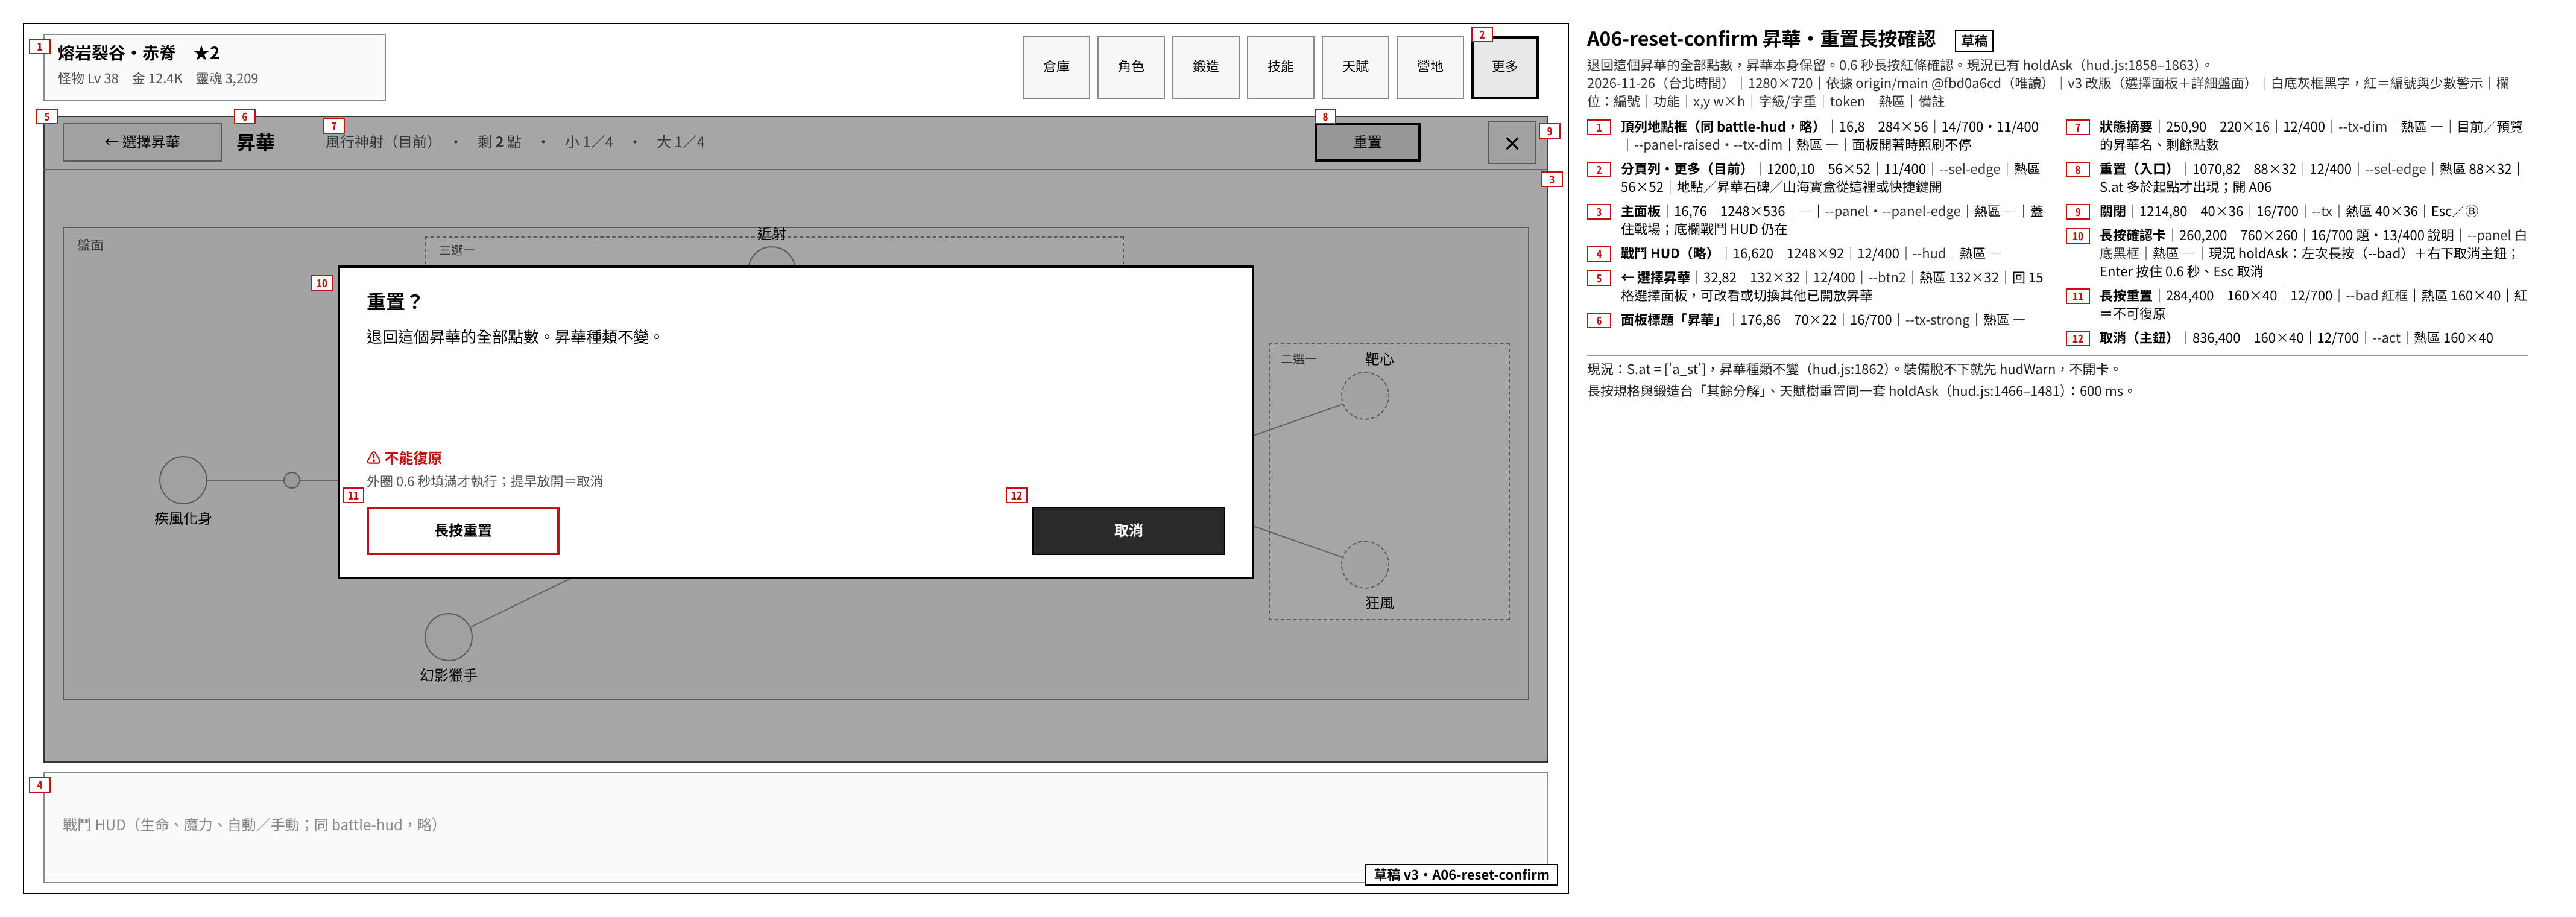 1
熔岩裂谷・赤脊　★2
怪物 Lv 38　金 12.4K　靈魂 3,209
倉庫
角色
鍛造
技能
天賦
營地
2
更多
5
← 選擇昇華
6
昇華
7
風行神射（目前）　・　剩 2 點　・　小 1／4　・　大 1／4
8
重置
9
×
3
盤面
三選一
近射
10
重置？
退回這個昇華的全部點數。昇華種類不變。
⚠ 不能復原
外圈 0.6 秒填滿才執行；提早放開＝取消
11
長按重置
12
取消
二選一
靶心
狂風
疾風化身
幻影獵手
4
戰鬥 HUD（生命、魔力、自動／手動；同 battle-hud，略）
草稿 v3・A06-reset-confirm
A06-reset-confirm 昇華・重置長按確認　草稿
退回這個昇華的全部點數，昇華本身保留。0.6 秒長按紅條確認。現況已有 holdAsk（hud.js:1858–1863）。
2026-11-26（台北時間）｜1280×720｜依據 origin/main @fbd0a6cd（唯讀）｜v3 改版（選擇面板＋詳細盤面）｜白底灰框黑字，紅＝編號與少數警示｜欄
位：編號｜功能｜x,y w×h｜字級/字重｜token｜熱區｜備註
1 頂列地點框（同 battle-hud，略）｜16,8　284×56｜14/700・11/400
｜--panel-raised・--tx-dim｜熱區 —｜面板開著時照刷不停
2 分頁列・更多（目前）｜1200,10　56×52｜11/400｜--sel-edge｜熱區
56×52｜地點／昇華石碑／山海寶盒從這裡或快捷鍵開
3 主面板｜16,76　1248×536｜—｜--panel・--panel-edge｜熱區 —｜蓋
住戰場；底欄戰鬥 HUD 仍在
4 戰鬥 HUD（略）｜16,620　1248×92｜12/400｜--hud｜熱區 —
5 ← 選擇昇華｜32,82　132×32｜12/400｜--btn2｜熱區 132×32｜回 15
格選擇面板，可改看或切換其他已開放昇華
6 面板標題「昇華」｜176,86　70×22｜16/700｜--tx-strong｜熱區 —
7 狀態摘要｜250,90　220×16｜12/400｜--tx-dim｜熱區 —｜目前／預覽
的昇華名、剩餘點數
8 重置（入口）｜1070,82　88×32｜12/400｜--sel-edge｜熱區 88×32｜
S.at 多於起點才出現；開 A06
9 關閉｜1214,80　40×36｜16/700｜--tx｜熱區 40×36｜Esc／Ⓑ
10 長按確認卡｜260,200　760×260｜16/700 題・13/400 說明｜--panel 白
底黑框｜熱區 —｜現況 holdAsk：左次長按（--bad）＋右下取消主鈕；
Enter 按住 0.6 秒、Esc 取消
11 長按重置｜284,400　160×40｜12/700｜--bad 紅框｜熱區 160×40｜紅
＝不可復原
12 取消（主鈕）｜836,400　160×40｜12/700｜--act｜熱區 160×40
現況：S.at = ['a_st']，昇華種類不變（hud.js:1862）。裝備脫不下就先 hudWarn，不開卡。
長按規格與鍛造台「其餘分解」、天賦樹重置同一套 holdAsk（hud.js:1466–1481）：600 ms。